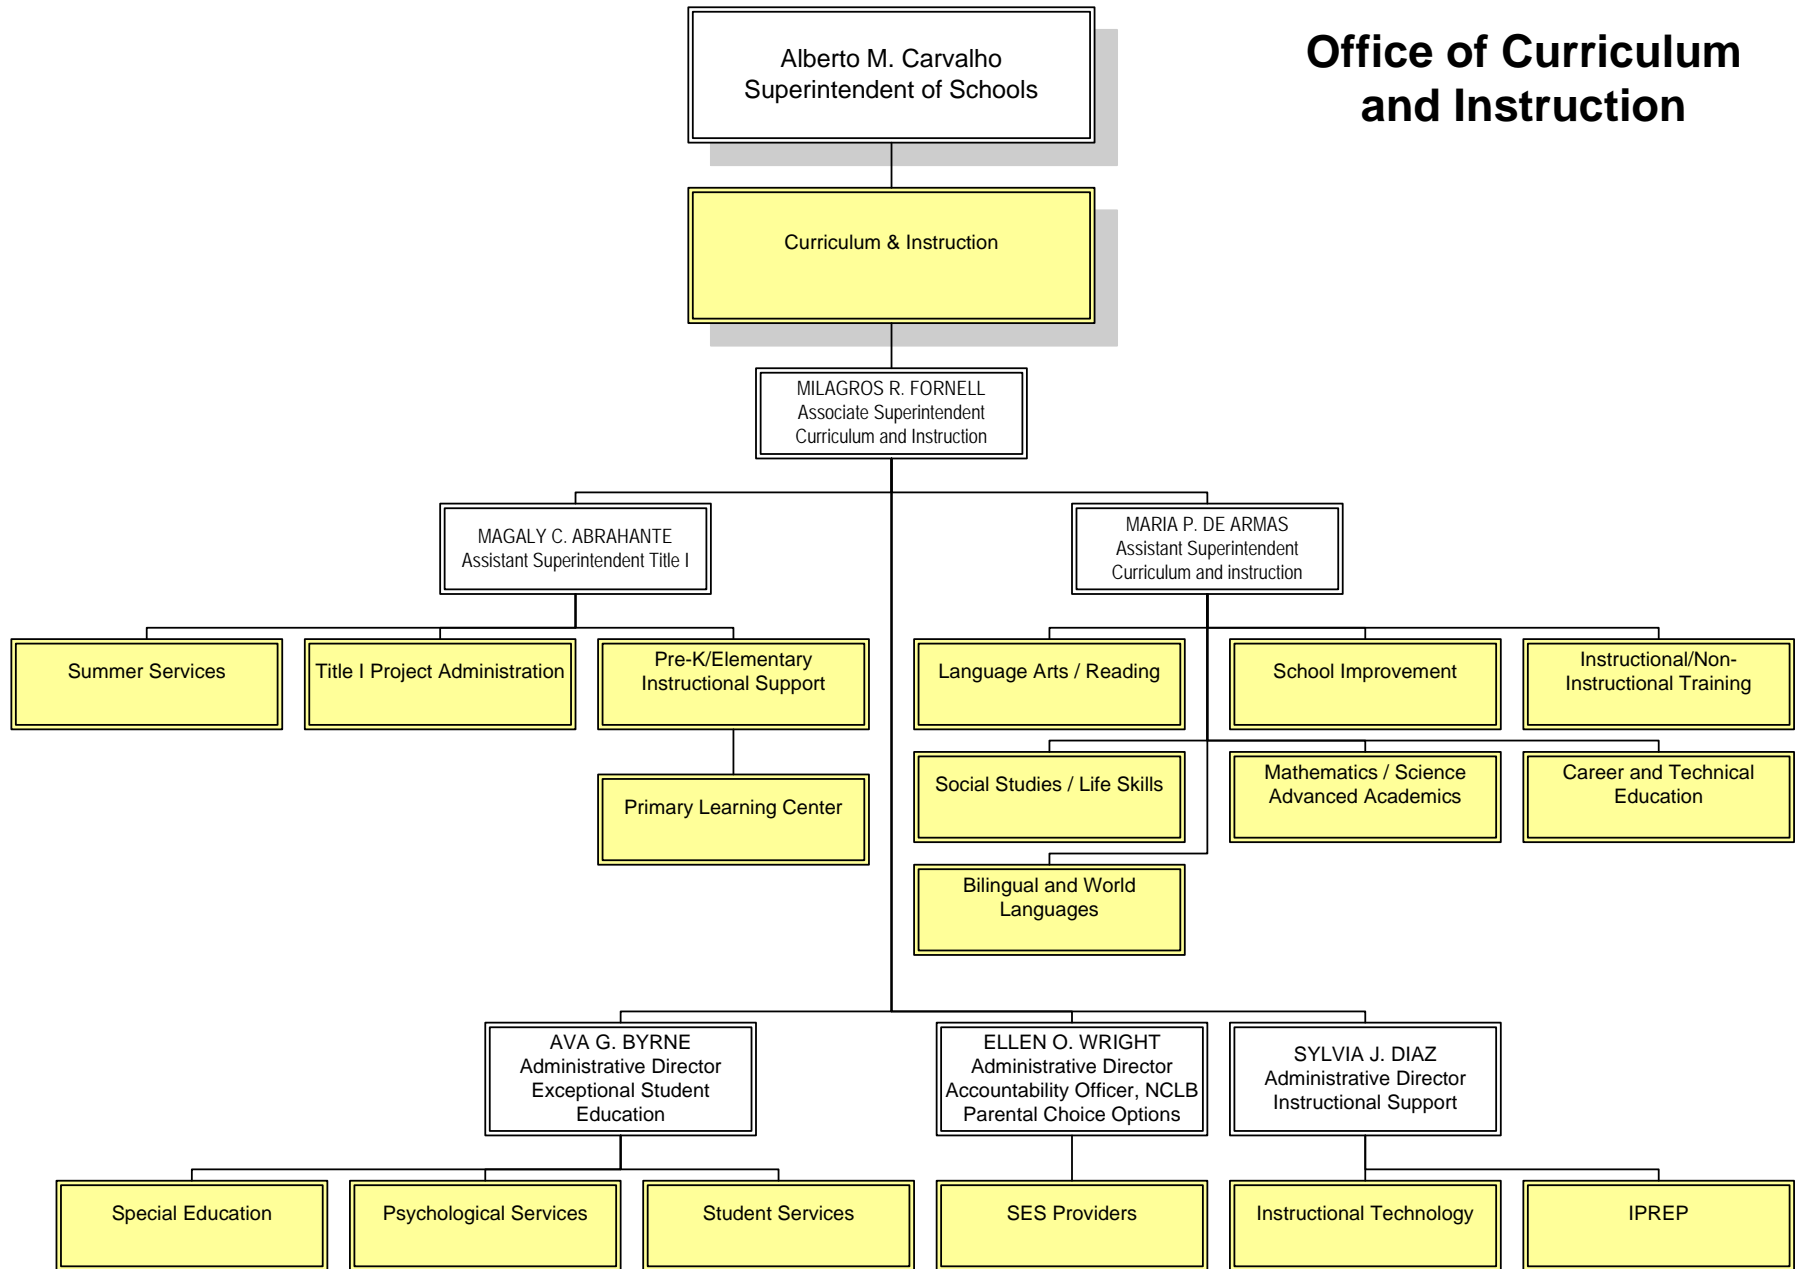 Office of Curriculum
and Instruction
Alberto M. Carvalho
Superintendent of Schools
Curriculum & Instruction
MILAGROS R. FORNELL
Associate Superintendent
Curriculum and Instruction
MAGALY C. ABRAHANTE
Assistant Superintendent Title I
MARIA P. DE ARMAS
Assistant Superintendent
Curriculum and instruction
Summer Services
Title I Project Administration
Pre-K/Elementary
Instructional Support
Language Arts / Reading
School Improvement
Instructional/Non-
Instructional Training
Primary Learning Center
Social Studies / Life Skills
Mathematics / Science
Advanced Academics
Career and Technical
Education
Bilingual and World
Languages
AVA G. BYRNE
Administrative Director
Exceptional Student
Education
ELLEN O. WRIGHT
Administrative Director
Accountability Officer, NCLB
Parental Choice Options
SYLVIA J. DIAZ
Administrative Director
Instructional Support
Special Education
Psychological Services
Student Services
SES Providers
Instructional Technology
IPREP